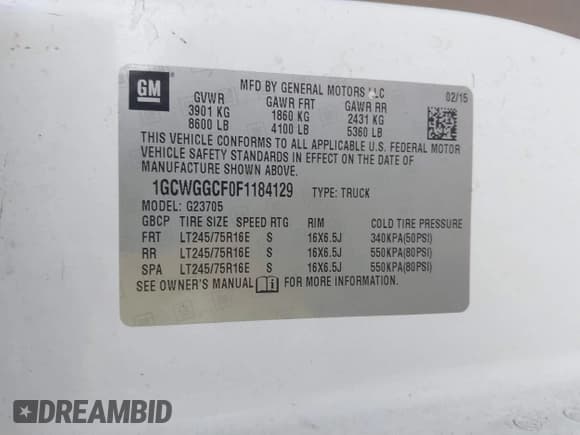 GM
MFD BY GENERAL MOTORS LLC
02/15
GVWR GAWR FRT GAWR RR
3901 KG 1860 KG 2431 KG
8600 LB 4100 LB 5360 LB
THIS VEHICLE CONFORMS TO ALL APPLICABLE U.S. FEDERAL MOTOR
VEHICLE SAFETY STANDARDS IN EFFECT ON THE DATE OF
MANUFACTURE SHOWN ABOVE.
1GCWGGCF0F1184129 TYPE: TRUCK
MODEL: G23705
GBCP TIRE SIZE SPEED RTG RIM COLD TIRE PRESSURE
FRT LT245/75R16E S 16X6.5J 340KPA(50PSI)
RR LT245/75R16E S 16X6.5J 550KPA(80PSI)
SPA LT245/75R16E S 16X6.5J 550KPA(80PSI)
SEE OWNER'S MANUAL FOR MORE INFORMATION.
DREAMBID